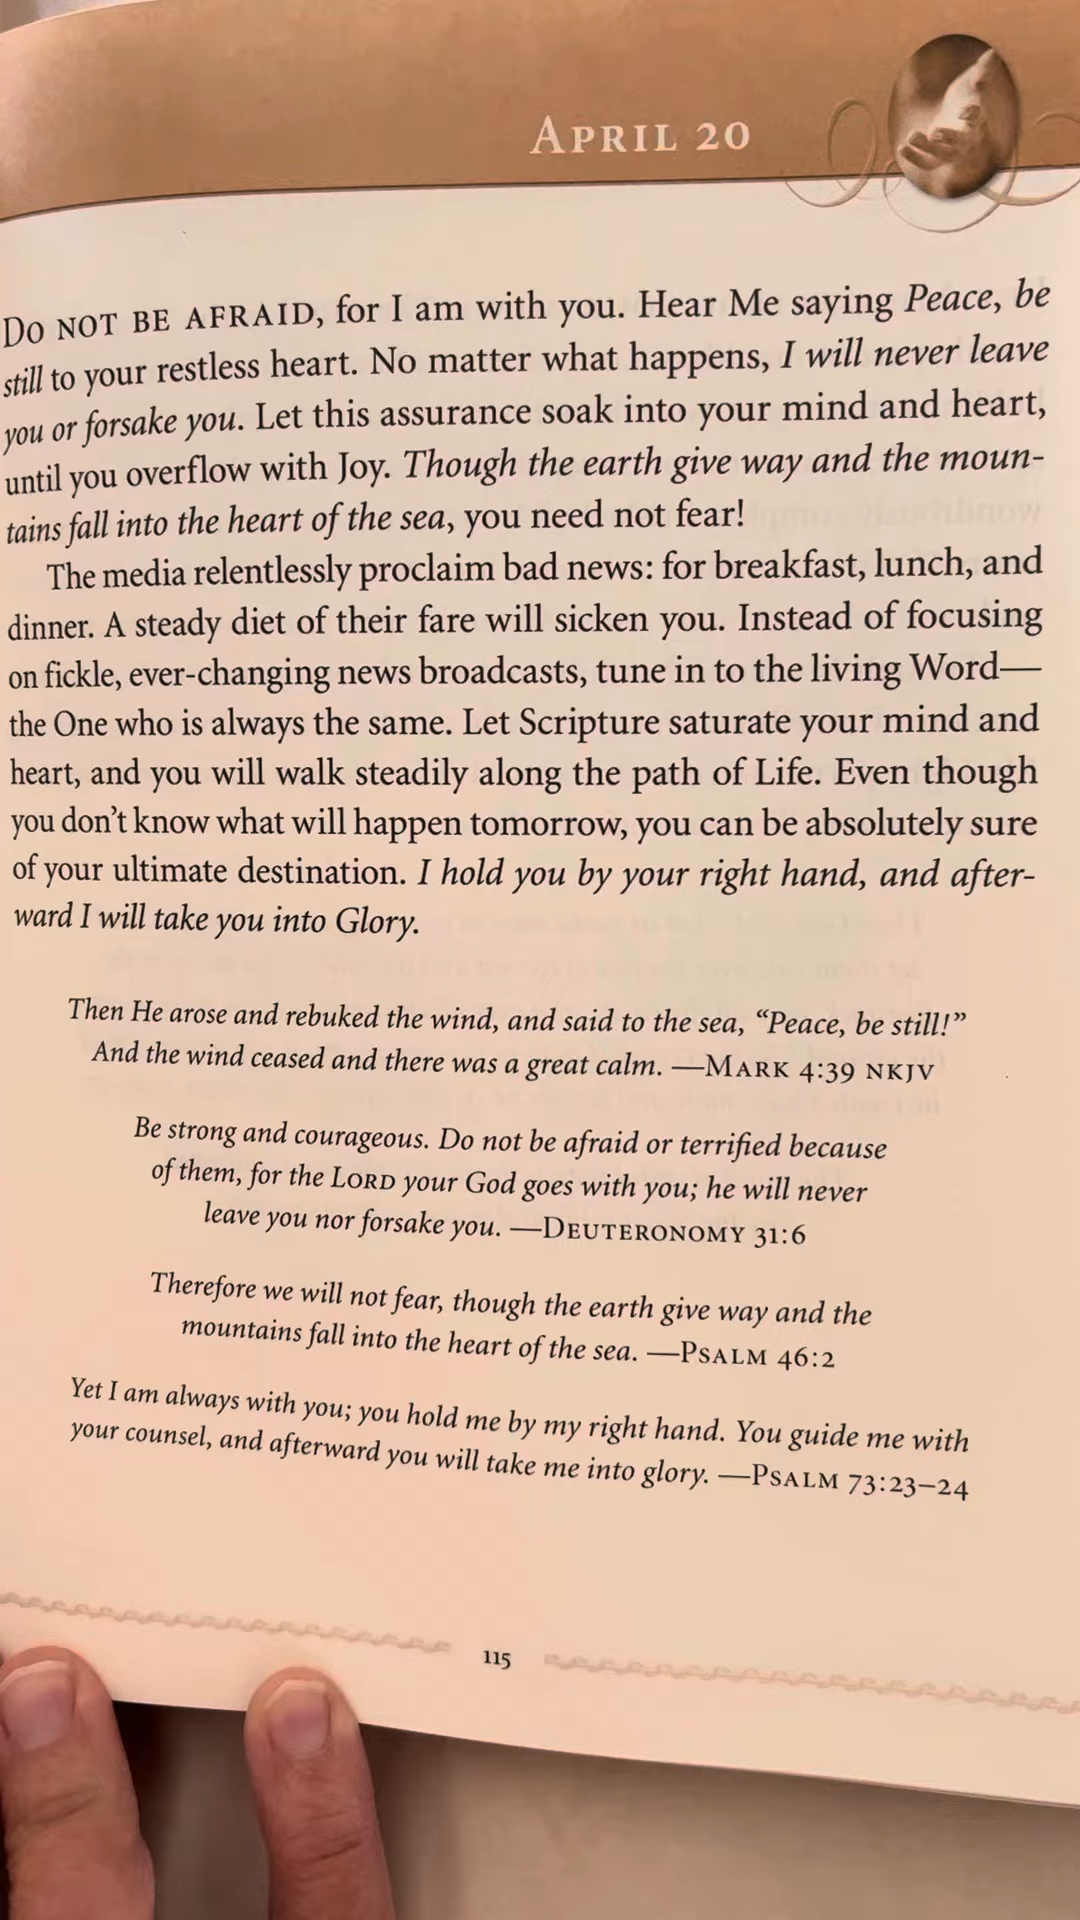 APRIL 20
DO NOT BE AFRAID, for I am with you. Hear Me saying Peace, be
still to your restless heart. No matter what happens, I will never leave
you or forsake you. Let this assurance soak into your mind and heart,
until you overflow with Joy. Though the earth give way and the moun-
tains fall into the heart of the sea, you need not fear!
The media relentlessly proclaim bad news: for breakfast, lunch, and
dinner. A steady diet of their fare will sicken you. Instead of focusing
on fickle, ever-changing news broadcasts, tune in to the living Word—
the One who is always the same. Let Scripture saturate your mind and
heart, and you will walk steadily along the path of Life. Even though
you don't know what will happen tomorrow, you can be absolutely sure
of your ultimate destination. I hold you by your right hand, and after-
ward I will take you into Glory.
Then He arose and rebuked the wind, and said to the sea, “Peace, be still!”
And the wind ceased and there was a great calm. —MARK 4:39 NKJV
Be strong and courageous. Do not be afraid or terrified because
of them, for the LORD your God goes with you; he will never
leave you nor forsake you. —DEUTERONOMY 31:6
Therefore we will not fear, though the earth give way and the
mountains fall into the heart of the sea. —PSALM 46:2
Yet I am always with you; you hold me by my right hand. You guide me with
your counsel, and afterward you will take me into glory. —PSALM 73:23–24
115